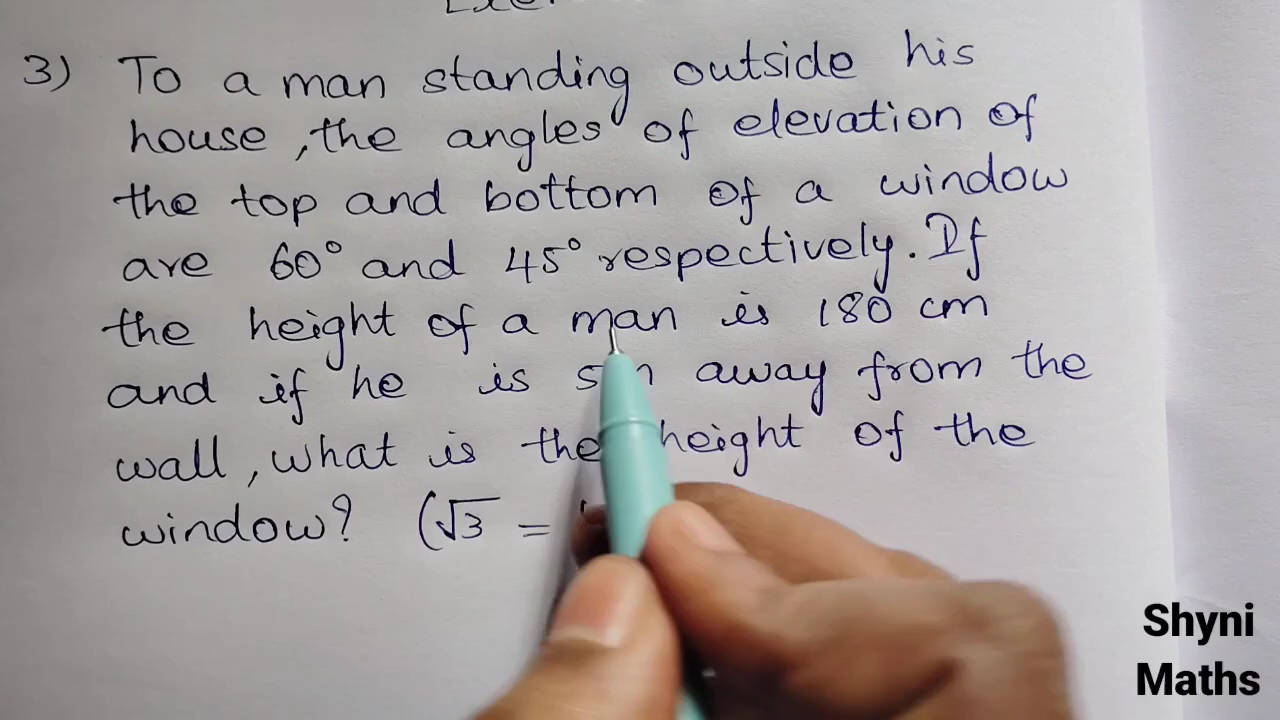 3) To a man standing outside his
house, the angles of elevation of
the top and bottom of a window
are 60° and 45° respectively. If
the height of a man is 180 cm
and if he is away from the
wall, what is the height of the
window? (√3 =
Shyni
Maths